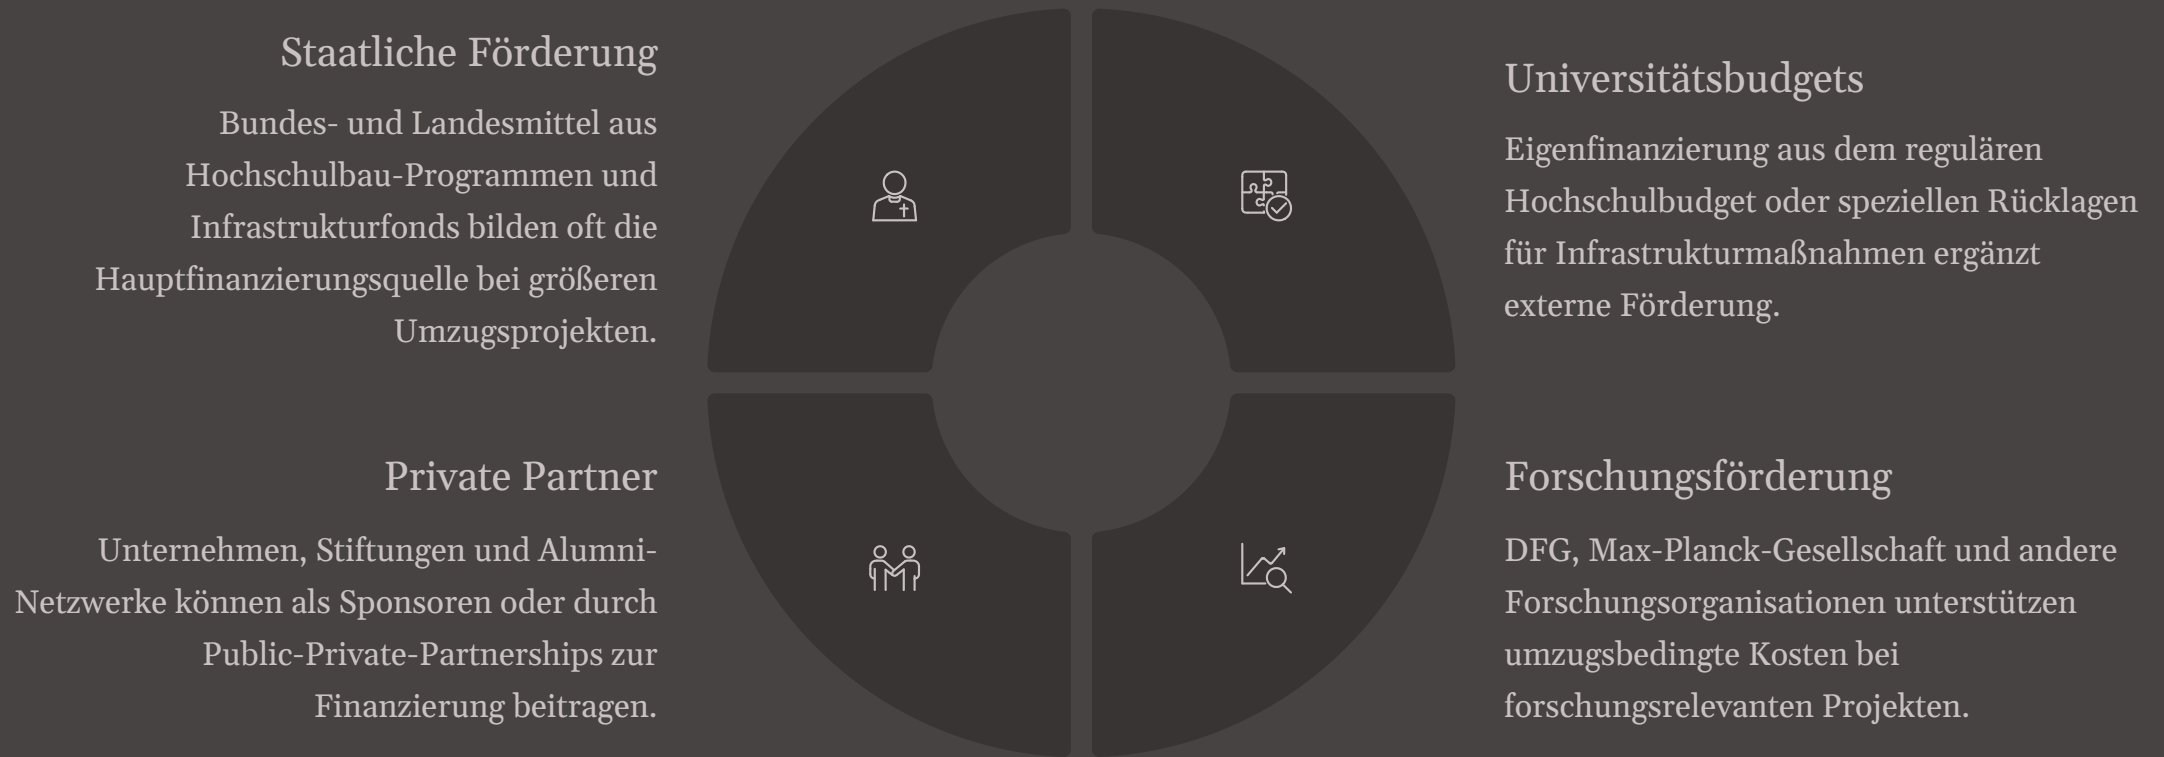 Staatliche Förderung
Bundes- und Landesmittel aus
Hochschulbau-Programmen und
Infrastrukturfonds bilden oft die
Hauptfinanzierungsquelle bei größeren
Umzugsprojekten.
Universitätsbudgets
Eigenfinanzierung aus dem regulären
Hochschulbudget oder speziellen Rücklagen
für Infrastrukturmaßnahmen ergänzt
externe Förderung.
Private Partner
Unternehmen, Stiftungen und Alumni-
Netzwerke können als Sponsoren oder durch
Public-Private-Partnerships zur
Finanzierung beitragen.
Forschungsförderung
DFG, Max-Planck-Gesellschaft und andere
Forschungsorganisationen unterstützen
umzugsbedingte Kosten bei
forschungsrelevanten Projekten.